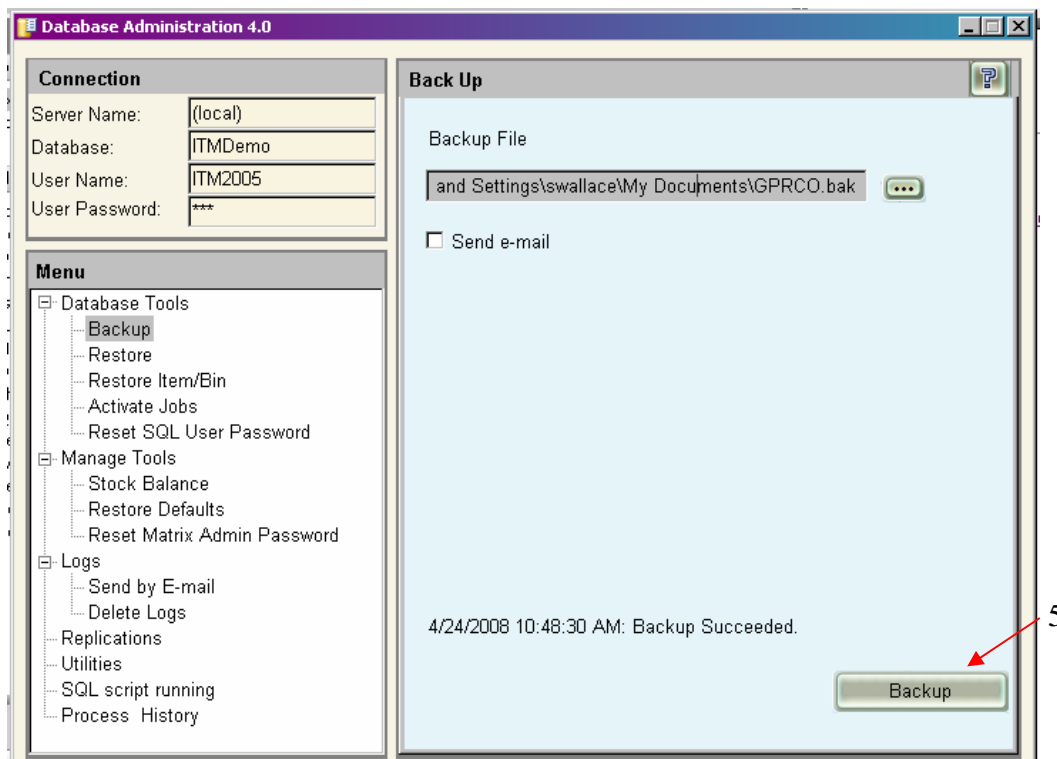 Database Administration 4.0
Connection
Server Name: (local)
Database: ITMDemo
User Name: ITM2005
User Password: ***
Menu
Database Tools
Backup
Restore
Restore Item/Bin
Activate Jobs
Reset SQL User Password
Manage Tools
Stock Balance
Restore Defaults
Reset Matrix Admin Password
Logs
Send by E-mail
Delete Logs
Replications
Utilities
SQL script running
Process History
Back Up
?
Backup File
and Settings\swallace\My Documents\GPRCO.bak
...
Send e-mail
4/24/2008 10:48:30 AM: Backup Succeeded.
Backup
5